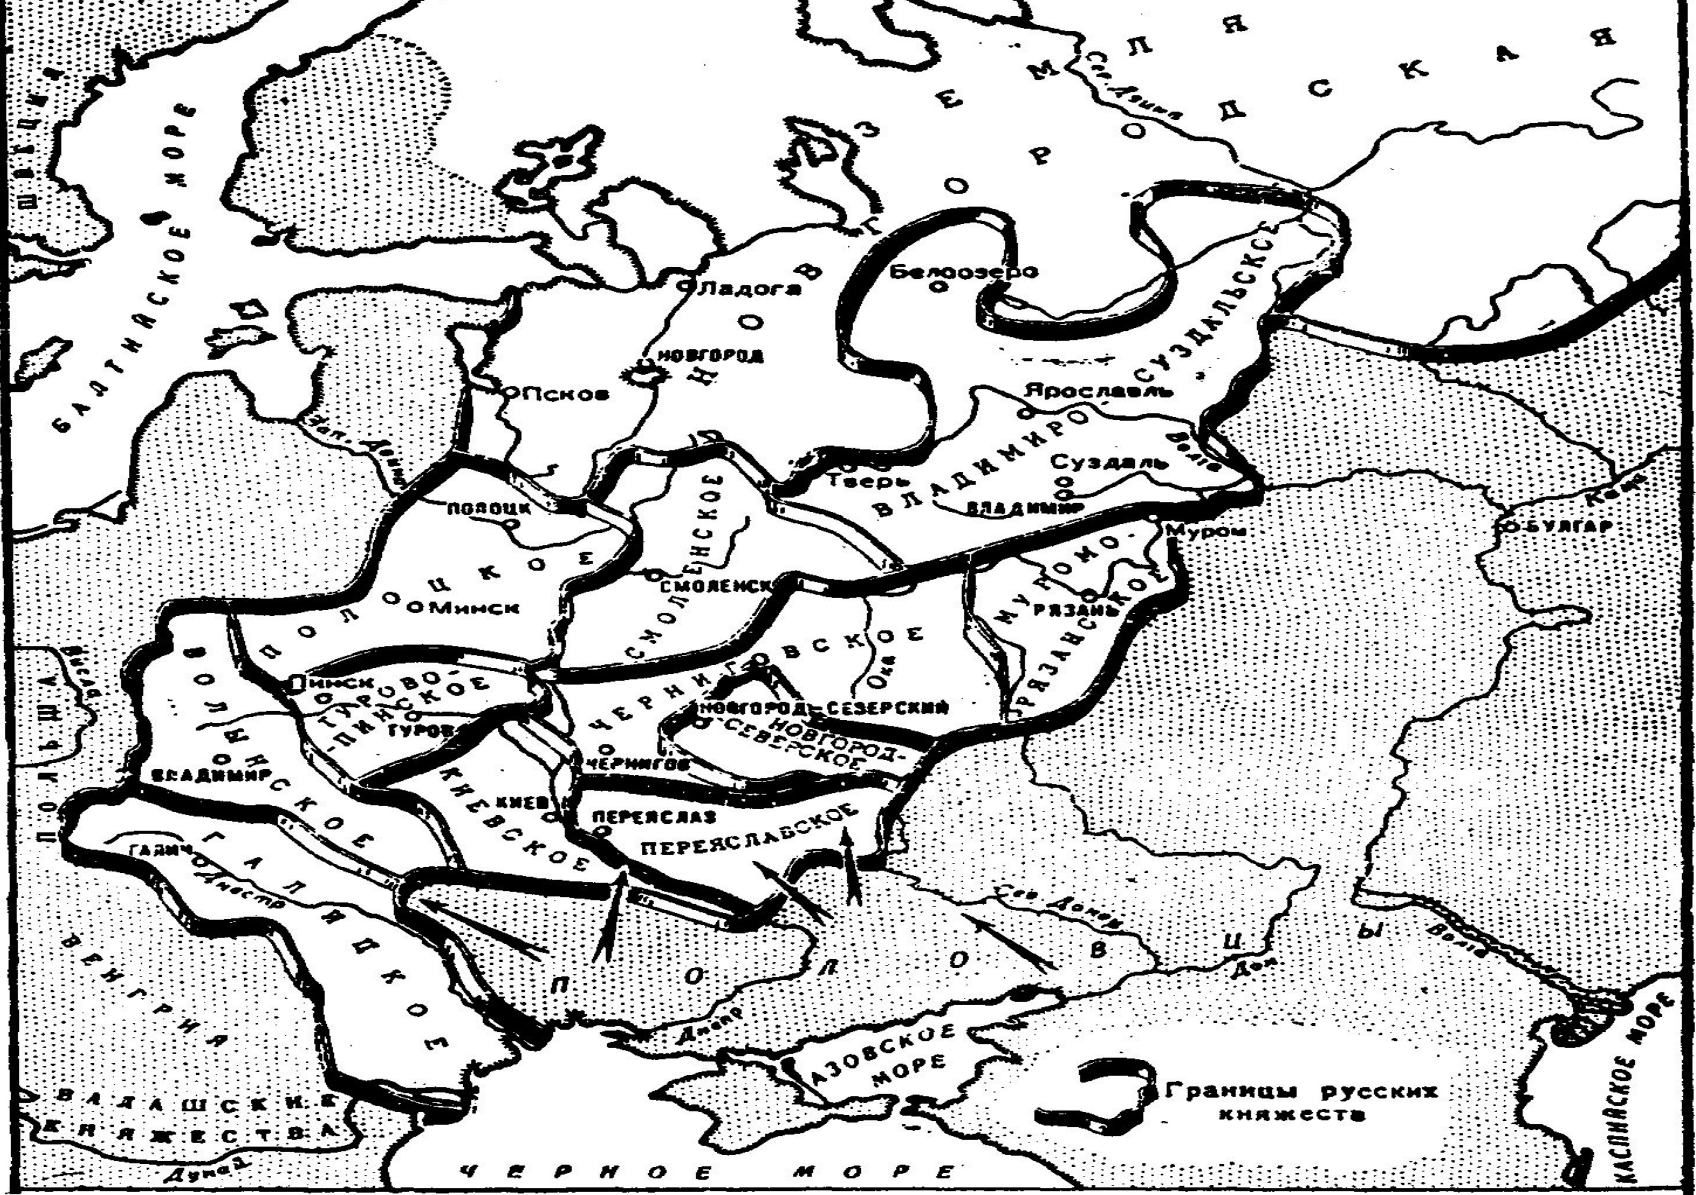 ШВЕЦИЯ
БАЛТИЙСКОЕ МОРЕ
НОВГОРОДСКАЯ ЗЕМЛЯ
Сев. Двина
Белоозеро
Ладога
НОВГОРОД
Псков
Зап. Двина
Ярославль
ВЛАДИМИРО-СУЗДАЛЬСКОЕ
Волга
Суздаль
Тверь
ВЛАДИМИР
Кама
БУЛГАР
Муром
ПОЛОЦК
ПОЛОЦКОЕ
Минск
СМОЛЕНСКОЕ
СМОЛЕНСК
МУРОМО-
РЯЗАНСКОЕ
РЯЗАНЬ
Висла
ПОЛЬША
ВОЛЫНСКОЕ
Пинск
ТУРОВО-
-ПИНСКОЕ
ТУРОВ
ЧЕРНИГОВСКОЕ
Ока
НОВГОРОД-СЕВЕРСКИЙ
НОВГОРОД-
-СЕВЕРСКОЕ
ЧЕРНИГОВ
ВЛАДИМИР
КИЕВ
КИЕВСКОЕ
ПЕРЕЯСЛАВ
ПЕРЕЯСЛАВСКОЕ
ГАЛИЧ
ГАЛИЦКОЕ
Днестр
ВЕНГРИЯ
ПОЛОВЦЫ
Сев. Донец
Дон
Волга
Днепр
АЗОВСКОЕ
МОРЕ
КАСПИЙСКОЕ МОРЕ
Границы русских
княжеств
ВАЛАШСКИЕ
КНЯЖЕСТВА
Дунай
ЧЕРНОЕ МОРЕ